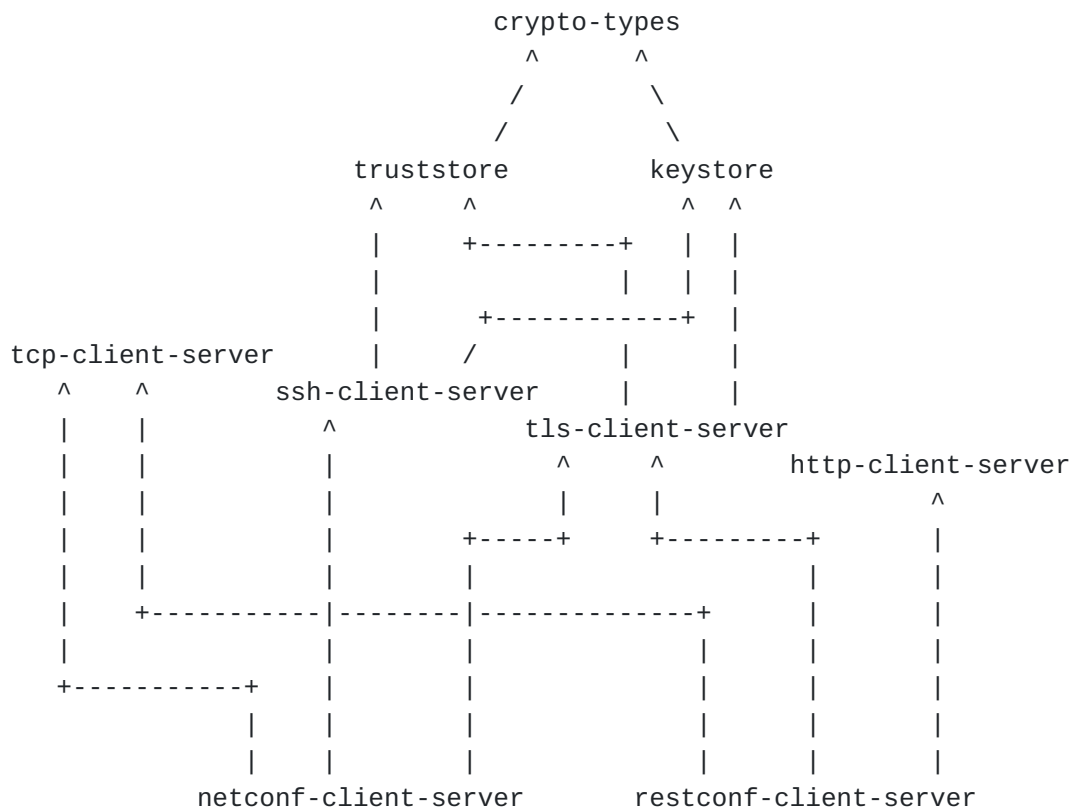 crypto-types
truststore keystore
tcp-client-server
ssh-client-server
tls-client-server
http-client-server
netconf-client-server restconf-client-server